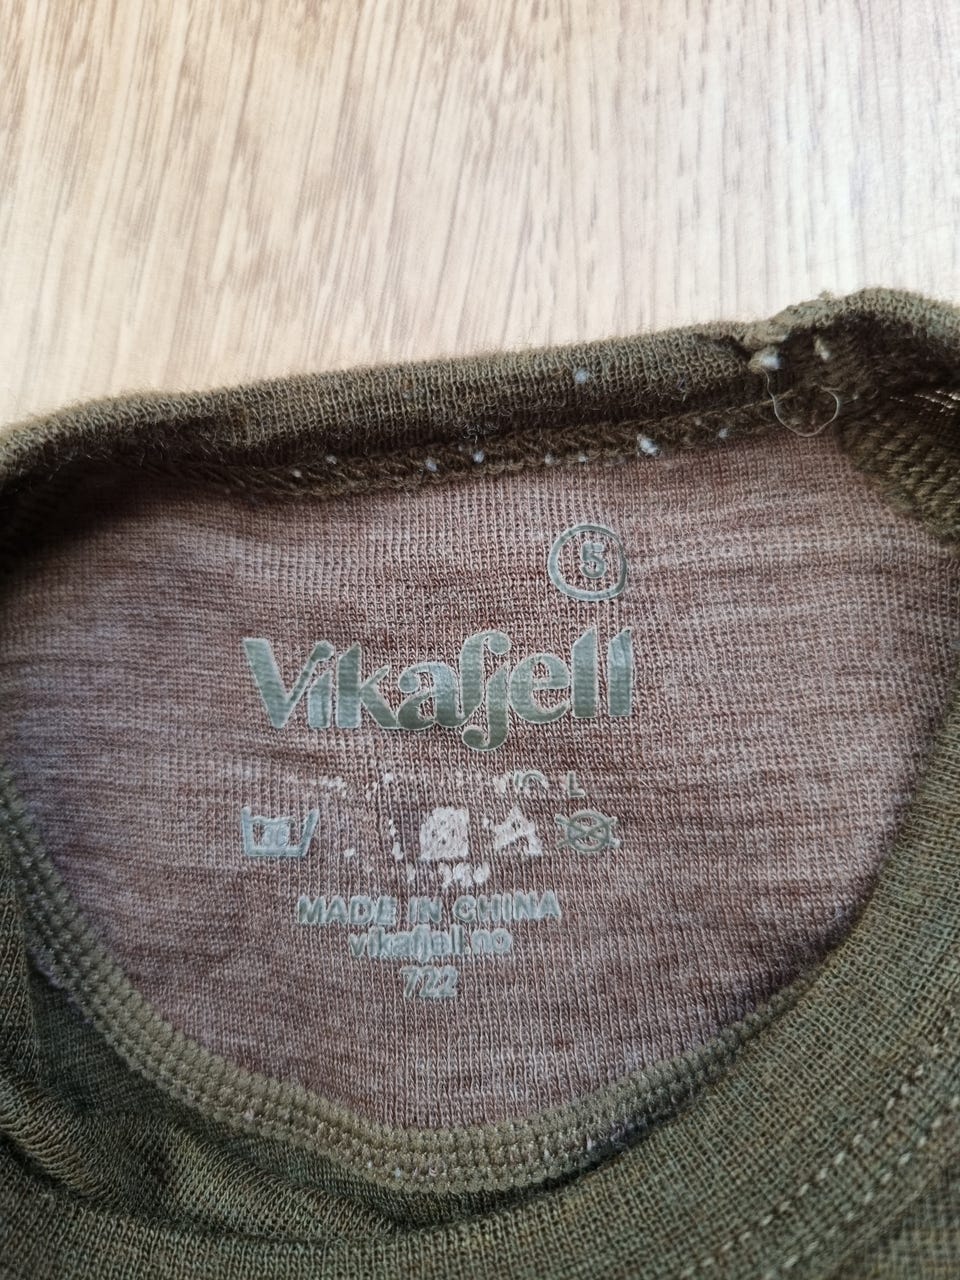 5
Vikafjell
MADE IN CHINA
vikafjell.no
722